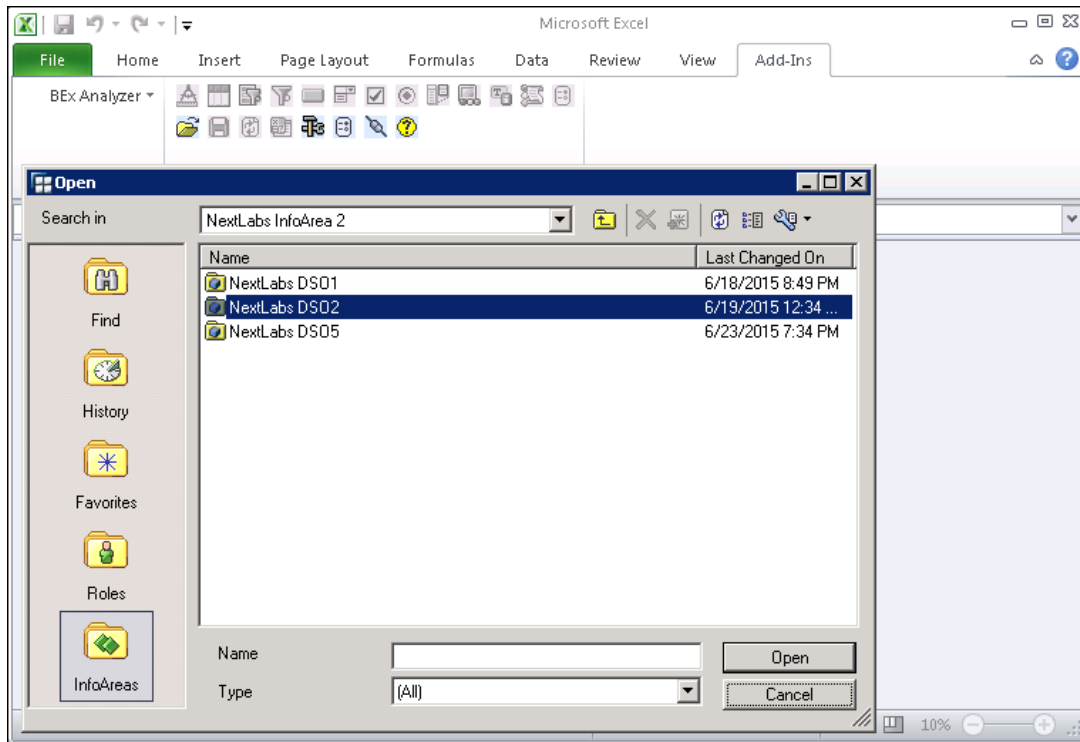 Microsoft Excel
File Home Insert Page Layout Formulas Data Review View Add-Ins
BEx Analyzer
Open
Search in NextLabs InfoArea 2
Name Last Changed On
NextLabs DSO1 6/18/2015 8:49 PM
NextLabs DSO2 6/19/2015 12:34 ...
NextLabs DSO5 6/23/2015 7:34 PM
Find
History
Favorites
Roles
InfoAreas
Name
Open
Type (All)
Cancel
10%